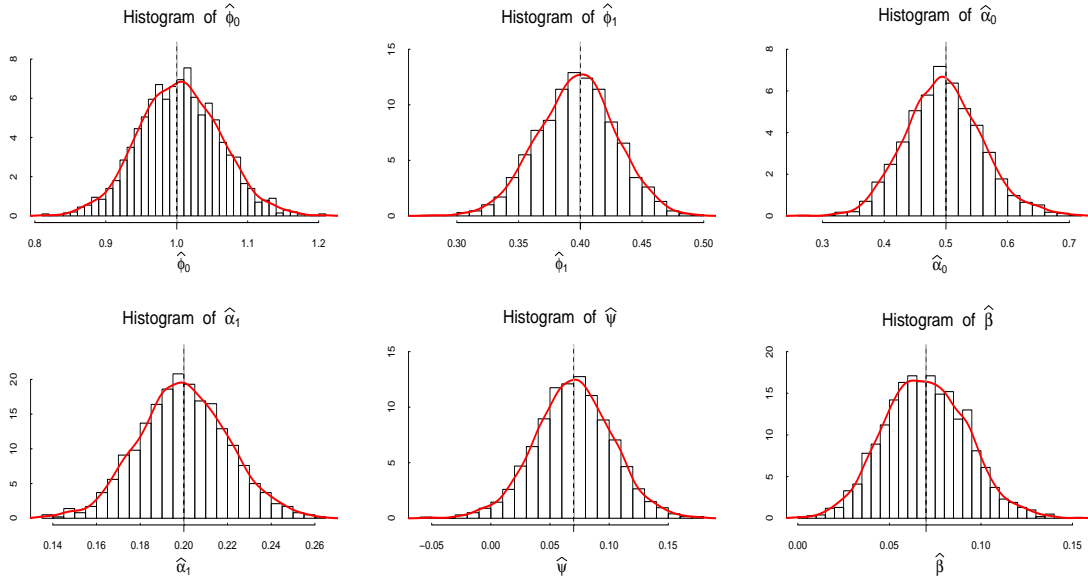 Histogram of ϕ̂₀
Histogram of ϕ̂₁
Histogram of α̂₀
0 2 4 6 8
0.8 0.9 1.0 1.1 1.2
ϕ̂₀
0 5 10 15
0.30 0.35 0.40 0.45 0.50
ϕ̂₁
0 2 4 6 8
0.3 0.4 0.5 0.6 0.7
α̂₀
Histogram of α̂₁
Histogram of ψ̂
Histogram of β̂
0 5 10 15 20
0.14 0.16 0.18 0.20 0.22 0.24 0.26
α̂₁
0 5 10 15
−0.05 0.00 0.05 0.10 0.15
ψ̂
0 5 10 15 20
0.00 0.05 0.10 0.15
β̂